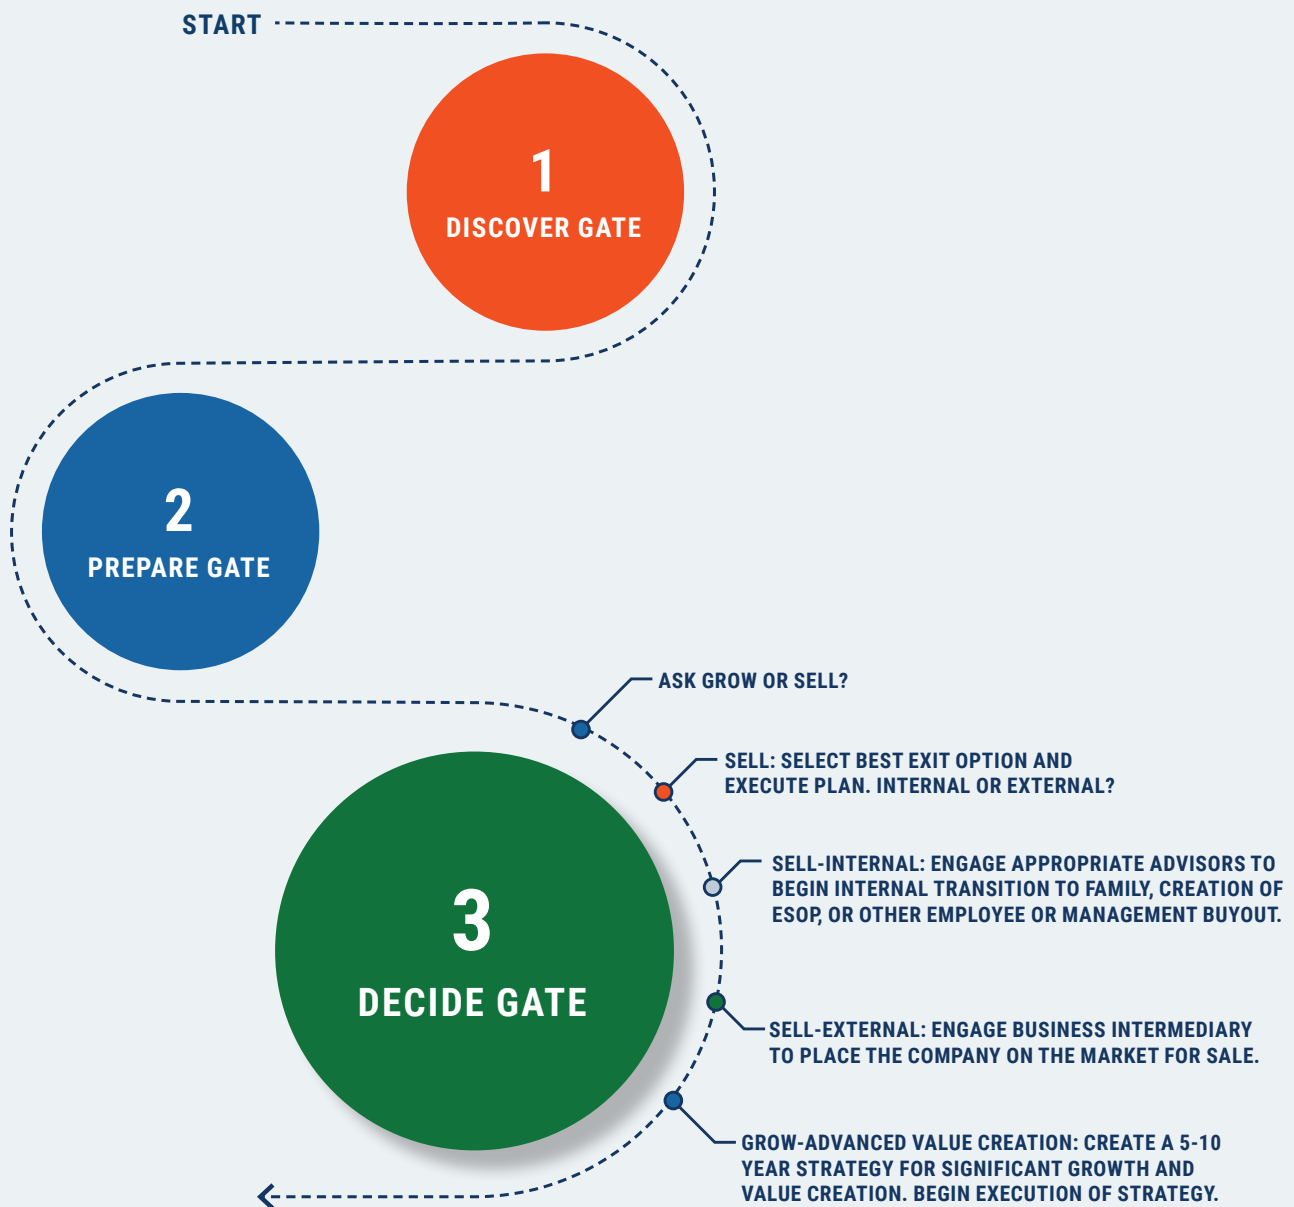 START
1
DISCOVER GATE
2
PREPARE GATE
ASK GROW OR SELL?
SELL: SELECT BEST EXIT OPTION AND
EXECUTE PLAN. INTERNAL OR EXTERNAL?
SELL-INTERNAL: ENGAGE APPROPRIATE ADVISORS TO
BEGIN INTERNAL TRANSITION TO FAMILY, CREATION OF
ESOP, OR OTHER EMPLOYEE OR MANAGEMENT BUYOUT.
3
DECIDE GATE
SELL-EXTERNAL: ENGAGE BUSINESS INTERMEDIARY
TO PLACE THE COMPANY ON THE MARKET FOR SALE.
GROW-ADVANCED VALUE CREATION: CREATE A 5-10
YEAR STRATEGY FOR SIGNIFICANT GROWTH AND
VALUE CREATION. BEGIN EXECUTION OF STRATEGY.